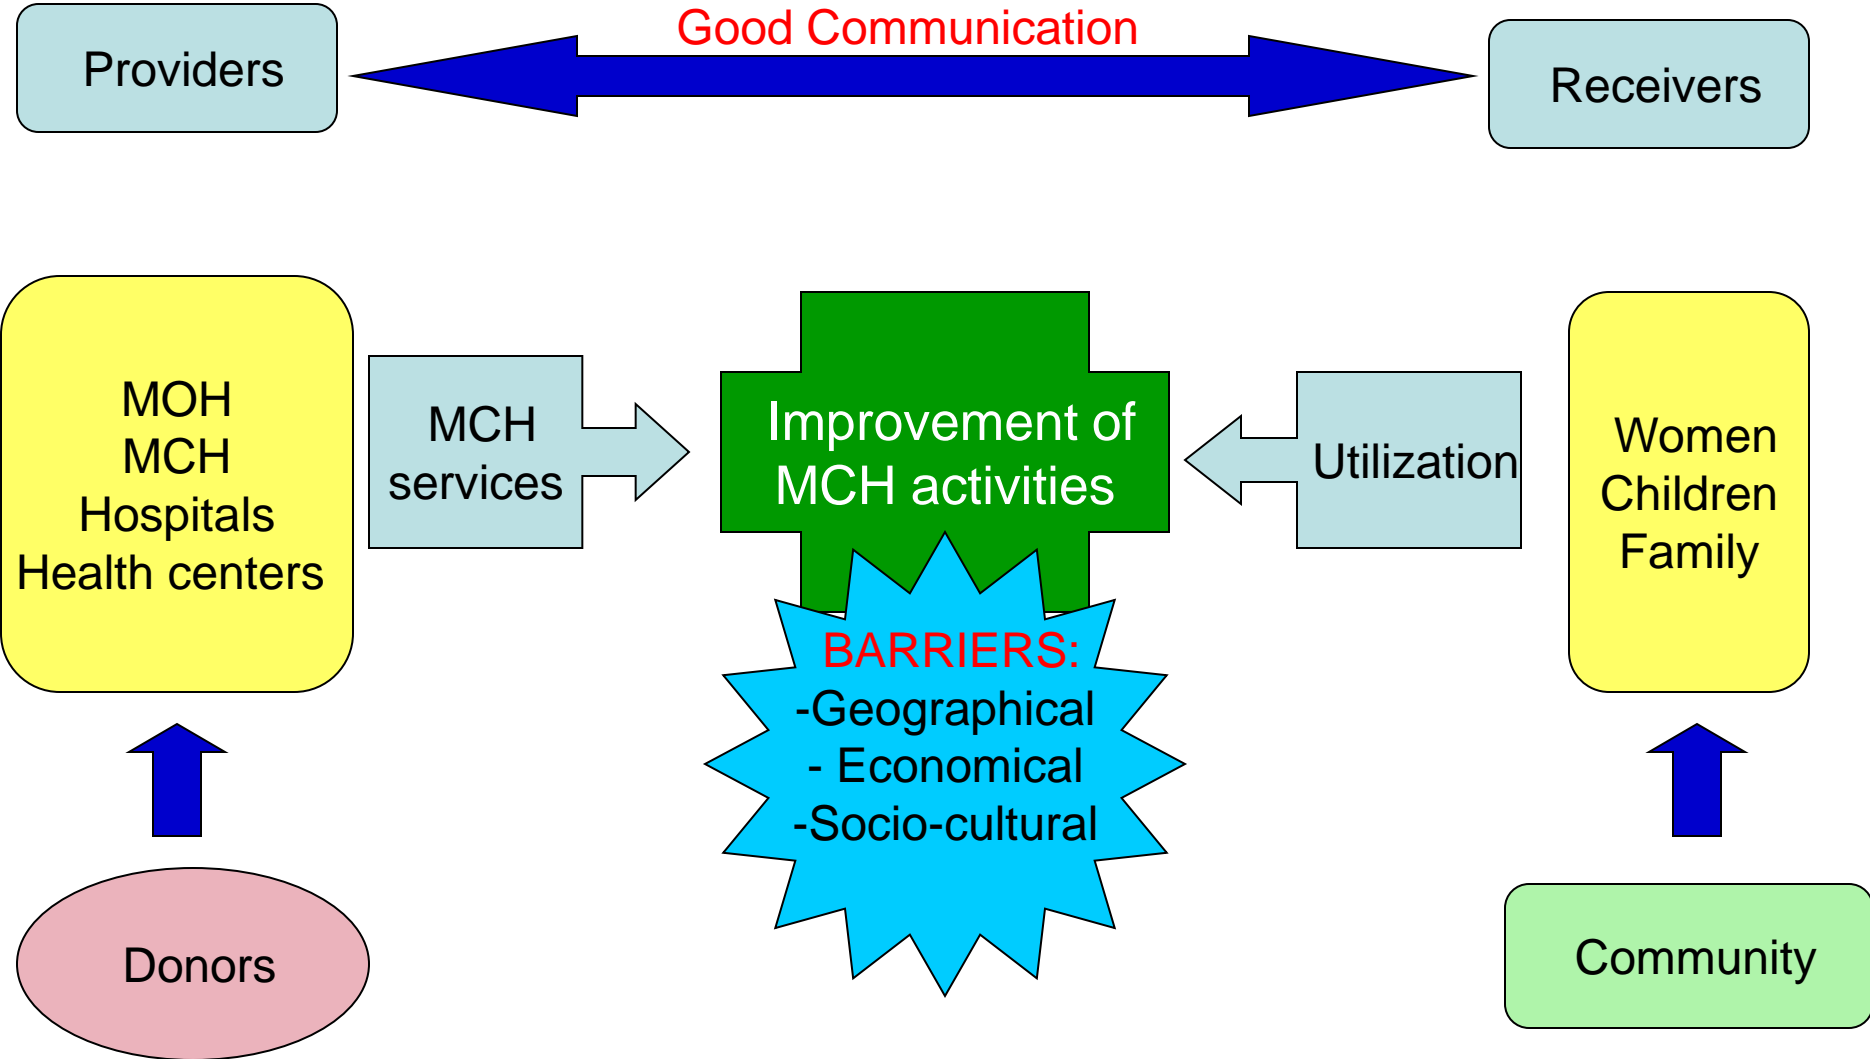 Good Communication
Providers
Receivers
MOH
MCH
Hospitals
Health centers
MCH
services
Improvement of
MCH activities
Utilization
Women
Children
Family
BARRIERS:
-Geographical
- Economical
-Socio-cultural
Donors
Community